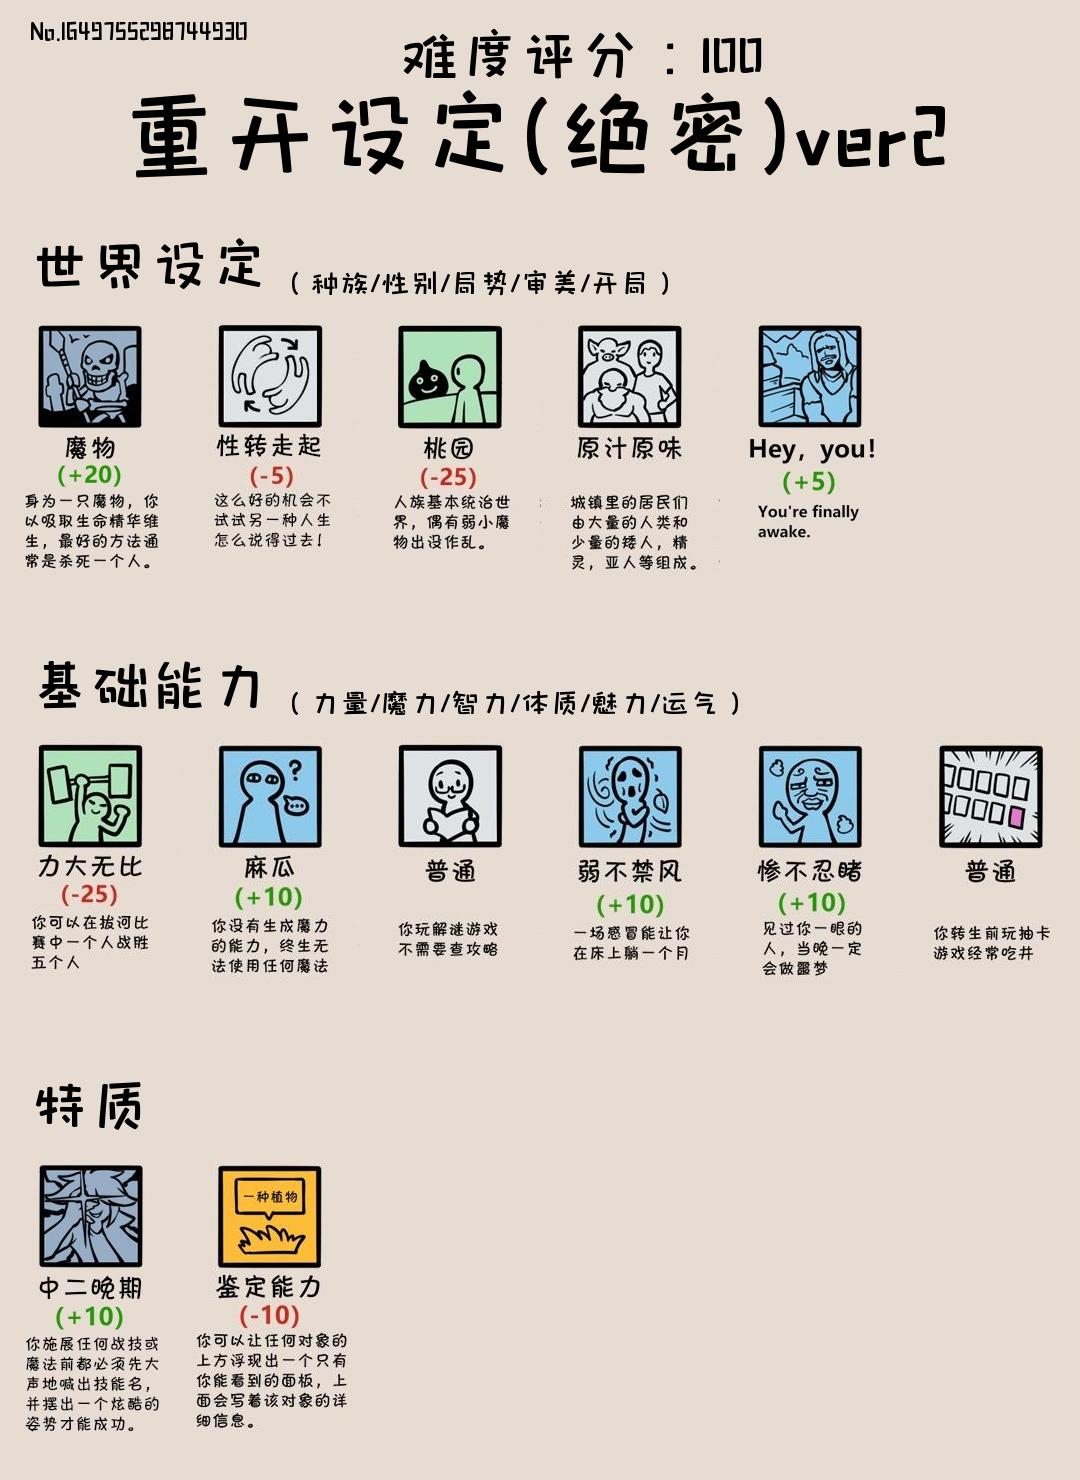 No.1649755298744930
难度评分：100
重开设定(绝密)ver2
世界设定 （种族/性别/局势/审美/开局）
魔物
(+20)
身为一只魔物，你
以吸取生命精华维
生，最好的方法通
常是杀死一个人。
性转走起
(-5)
这么好的机会不
试试另一种人生
怎么说得过去！
桃园
(-25)
人族基本统治世
界，偶有弱小魔
物出没作乱。
原汁原味
城镇里的居民们
由大量的人类和
少量的矮人，精
灵，亚人等组成。
Hey, you!
(+5)
You're finally
awake.
基础能力 （力量/魔力/智力/体质/魅力/运气）
力大无比
(-25)
你可以在拔河比
赛中一个人战胜
五个人
麻瓜
(+10)
你没有生成魔力
的能力，终生无
法使用任何魔法
普通
你玩解谜游戏
不需要查攻略
弱不禁风
(+10)
一场感冒能让你
在床上躺一个月
惨不忍睹
(+10)
见过你一眼的
人，当晚一定
会做噩梦
普通
你转生前玩抽卡
游戏经常吃井
特质
中二晚期
(+10)
你施展任何战技或
魔法前都必须先大
声地喊出技能名，
并摆出一个炫酷的
姿势才能成功。
一种植物
鉴定能力
(-10)
你可以让任何对象的
上方浮现出一个只有
你能看到的面板，上
面会写着该对象的详
细信息。